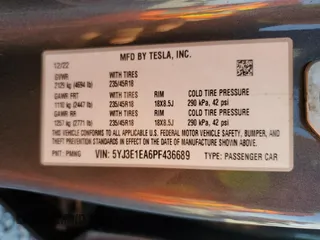 MFD BY TESLA, INC.
12/22
GVWR WITH TIRES
2129 kg (4694 lb) 235/45R18
GAWR FRT WITH TIRES RIM COLD TIRE PRESSURE
1110 kg (2447 lb) 235/45R18 18X8.5J 290 kPa, 42 psi
GAWR RR WITH TIRES RIM COLD TIRE PRESSURE
1257 kg (2771 lb) 235/45R18 18X8.5J 290 kPa, 42 psi
THIS VEHICLE CONFORMS TO ALL APPLICABLE U.S. FEDERAL MOTOR VEHICLE SAFETY, BUMPER, AND
THEFT PREVENTION STANDARDS IN EFFECT ON THE DATE OF MANUFACTURE SHOWN ABOVE.
PNT: PMNG VIN: 5YJ3E1EA6PF436689 TYPE: PASSENGER CAR